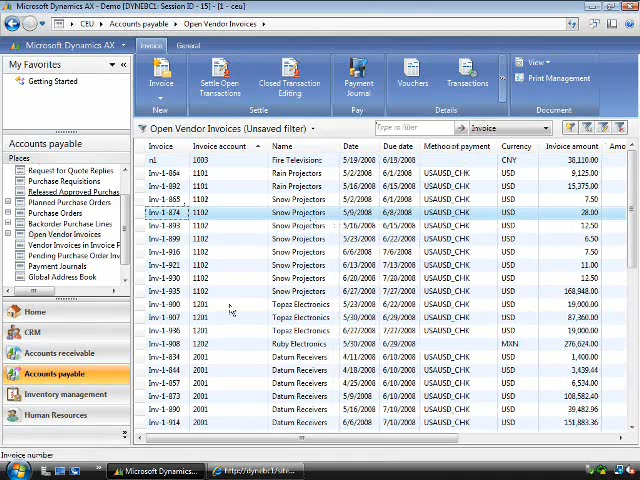 Microsoft Dynamics AX - Demo [DYNEBC1: Session ID - 15] - [1 - ceu]
CEU ▸ Accounts payable ▸ Open Vendor Invoices ▸
Microsoft Dynamics AX
Invoice General
My Favorites
Getting Started
Accounts payable
Places
Request for Quote Replies
Purchase Requisitions
Released Approved Purchas
Planned Purchase Orders
Purchase Orders
Backorder Purchase Lines
Open Vendor Invoices
Vendor Invoices in Invoice P
Pending Purchase Order Inv
Payment Journals
Global Address Book
Home
CRM
Accounts receivable
Accounts payable
Inventory management
Human Resources
Invoice
Settle Open Transactions
Closed Transaction Editing
Payment Journal
Vouchers
Transactions
View
Print Management
New Settle Pay Details Document
Open Vendor Invoices (Unsaved filter)
Type to filter
Invoice
Invoice Invoice account Name Date Due date Method of payment Currency Invoice amount Amo
n1 1003 Fire Televisions 5/19/2008 6/19/2008 CNY 38,110.00
Inv-1-864 1101 Rain Projectors 5/2/2008 6/1/2008 USAUSD_CHK USD 9,125.00
Inv-1-892 1101 Rain Projectors 5/16/2008 6/15/2008 USAUSD_CHK USD 15,375.00
Inv-1-865 1102 Snow Projectors 5/2/2008 6/1/2008 USAUSD_CHK USD 7.50
Inv-1-874 1102 Snow Projectors 5/9/2008 6/8/2008 USAUSD_CHK USD 28.00
Inv-1-893 1102 Snow Projectors 5/16/2008 6/15/2008 USAUSD_CHK USD 12.50
Inv-1-899 1102 Snow Projectors 5/23/2008 6/22/2008 USAUSD_CHK USD 6.50
Inv-1-916 1102 Snow Projectors 6/6/2008 7/6/2008 USAUSD_CHK USD 12.00
Inv-1-921 1102 Snow Projectors 6/13/2008 7/13/2008 USAUSD_CHK USD 11.00
Inv-1-930 1102 Snow Projectors 6/20/2008 7/20/2008 USAUSD_CHK USD 12.50
Inv-1-935 1102 Snow Projectors 6/27/2008 7/27/2008 USAUSD_CHK USD 168,948.00
Inv-1-900 1201 Topaz Electronics 5/23/2008 6/22/2008 USD 19,000.00
Inv-1-907 1201 Topaz Electronics 5/30/2008 6/29/2008 USD 87,360.00
Inv-1-936 1201 Topaz Electronics 6/27/2008 7/27/2008 USD 19,000.00
Inv-1-908 1202 Ruby Electronics 5/30/2008 6/29/2008 MXN 276,624.00
Inv-1-834 2001 Datum Receivers 4/11/2008 6/10/2008 USAUSD_CHK USD 1,400.00
Inv-1-844 2001 Datum Receivers 4/18/2008 6/10/2008 USAUSD_CHK USD 3,439.44
Inv-1-857 2001 Datum Receivers 4/25/2008 6/10/2008 USAUSD_CHK USD 6,534.00
Inv-1-873 2001 Datum Receivers 5/9/2008 6/10/2008 USAUSD_CHK USD 108,582.40
Inv-1-890 2001 Datum Receivers 5/16/2008 7/10/2008 USAUSD_CHK USD 39,482.96
Inv-1-914 2001 Datum Receivers 6/6/2008 7/10/2008 USAUSD_CHK USD 151,883.36
Invoice number
Microsoft Dynamics...
http://dynebc1/site...